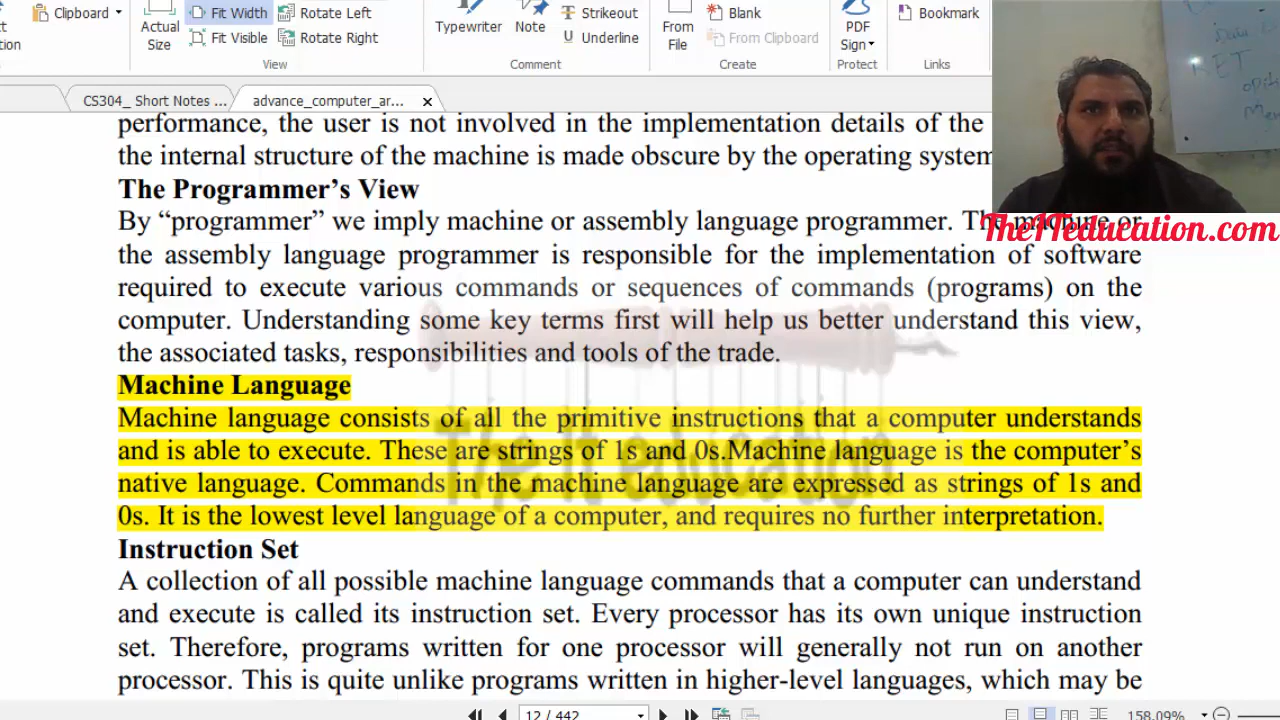 Clipboard
Fit Width
Rotate Left
Actual Size
Fit Visible
Rotate Right
View
Typewriter
Note
Strikeout
Underline
Comment
From File
Blank
From Clipboard
Create
PDF Sign
Protect
Bookmark
Links
CS304_ Short Notes ...
advance_computer_ar...
performance, the user is not involved in the implementation details of the
the internal structure of the machine is made obscure by the operating system
The Programmer's View
By “programmer” we imply machine or assembly language programmer. The machine or
TheITeducation.com
the assembly language programmer is responsible for the implementation of software
required to execute various commands or sequences of commands (programs) on the
computer. Understanding some key terms first will help us better understand this view,
the associated tasks, responsibilities and tools of the trade.
Machine Language
Machine language consists of all the primitive instructions that a computer understands
and is able to execute. These are strings of 1s and 0s.Machine language is the computer's
native language. Commands in the machine language are expressed as strings of 1s and
0s. It is the lowest level language of a computer, and requires no further interpretation.
The It education
Instruction Set
A collection of all possible machine language commands that a computer can understand
and execute is called its instruction set. Every processor has its own unique instruction
set. Therefore, programs written for one processor will generally not run on another
processor. This is quite unlike programs written in higher-level languages, which may be
12 / 442
158.09%